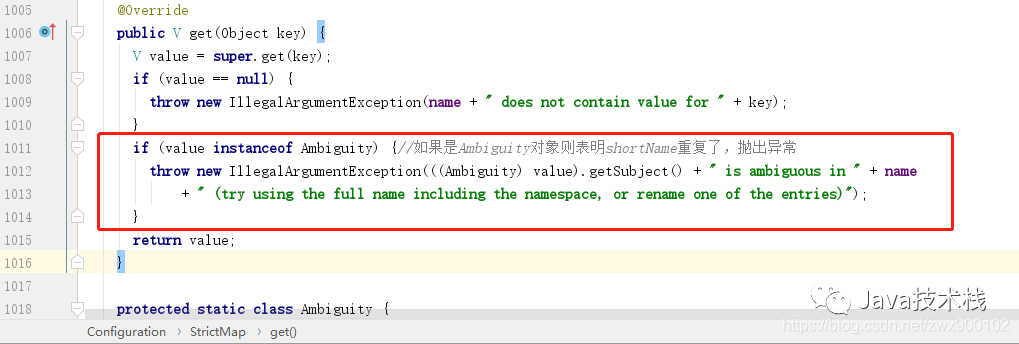 1005 @Override
1006 public V get(Object key) {
1007 V value = super.get(key);
1008 if (value == null) {
1009 throw new IllegalArgumentException(name + " does not contain value for " + key);
1010 }
1011 if (value instanceof Ambiguity) {//如果是Ambiguity对象则表明shortName重复了，抛出异常
1012 throw new IllegalArgumentException(((Ambiguity) value).getSubject() + " is ambiguous in " + name
1013 + " (try using the full name including the namespace, or rename one of the entries)");
1014 }
1015 return value;
1016 }
1017
1018 protected static class Ambiguity {
Java技术栈
https://blog.csdn.net/zwx900102
Configuration > StrictMap > get()